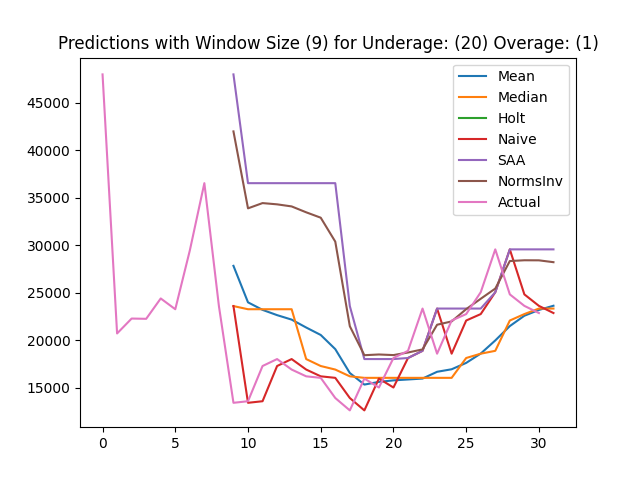 Predictions with Window Size (9) for Underage: (20) Overage: (1)
Mean
Median
Holt
Naive
SAA
NormsInv
Actual
45000
40000
35000
30000
25000
20000
15000
0 5 10 15 20 25 30